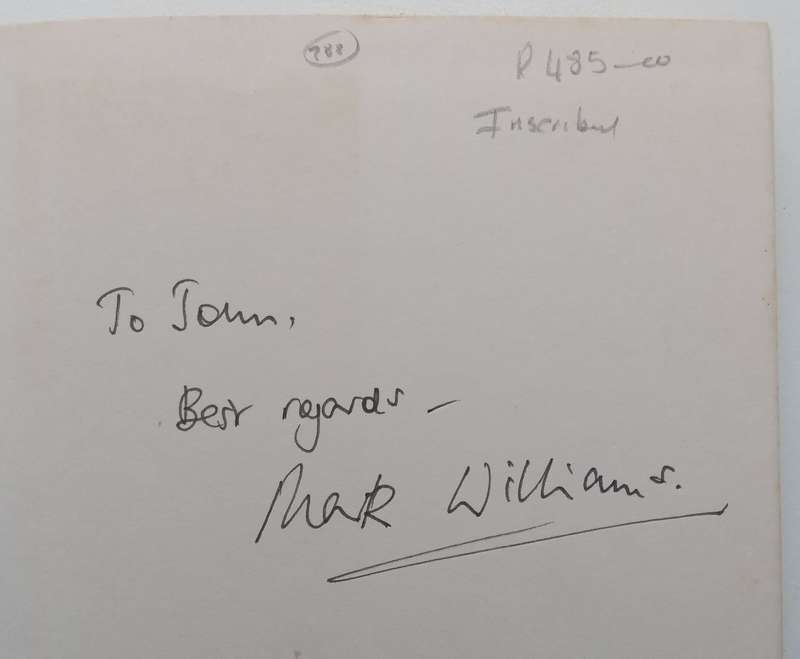 R 485-00
Inscribed
To John,
Best regards -
Mark Williams.